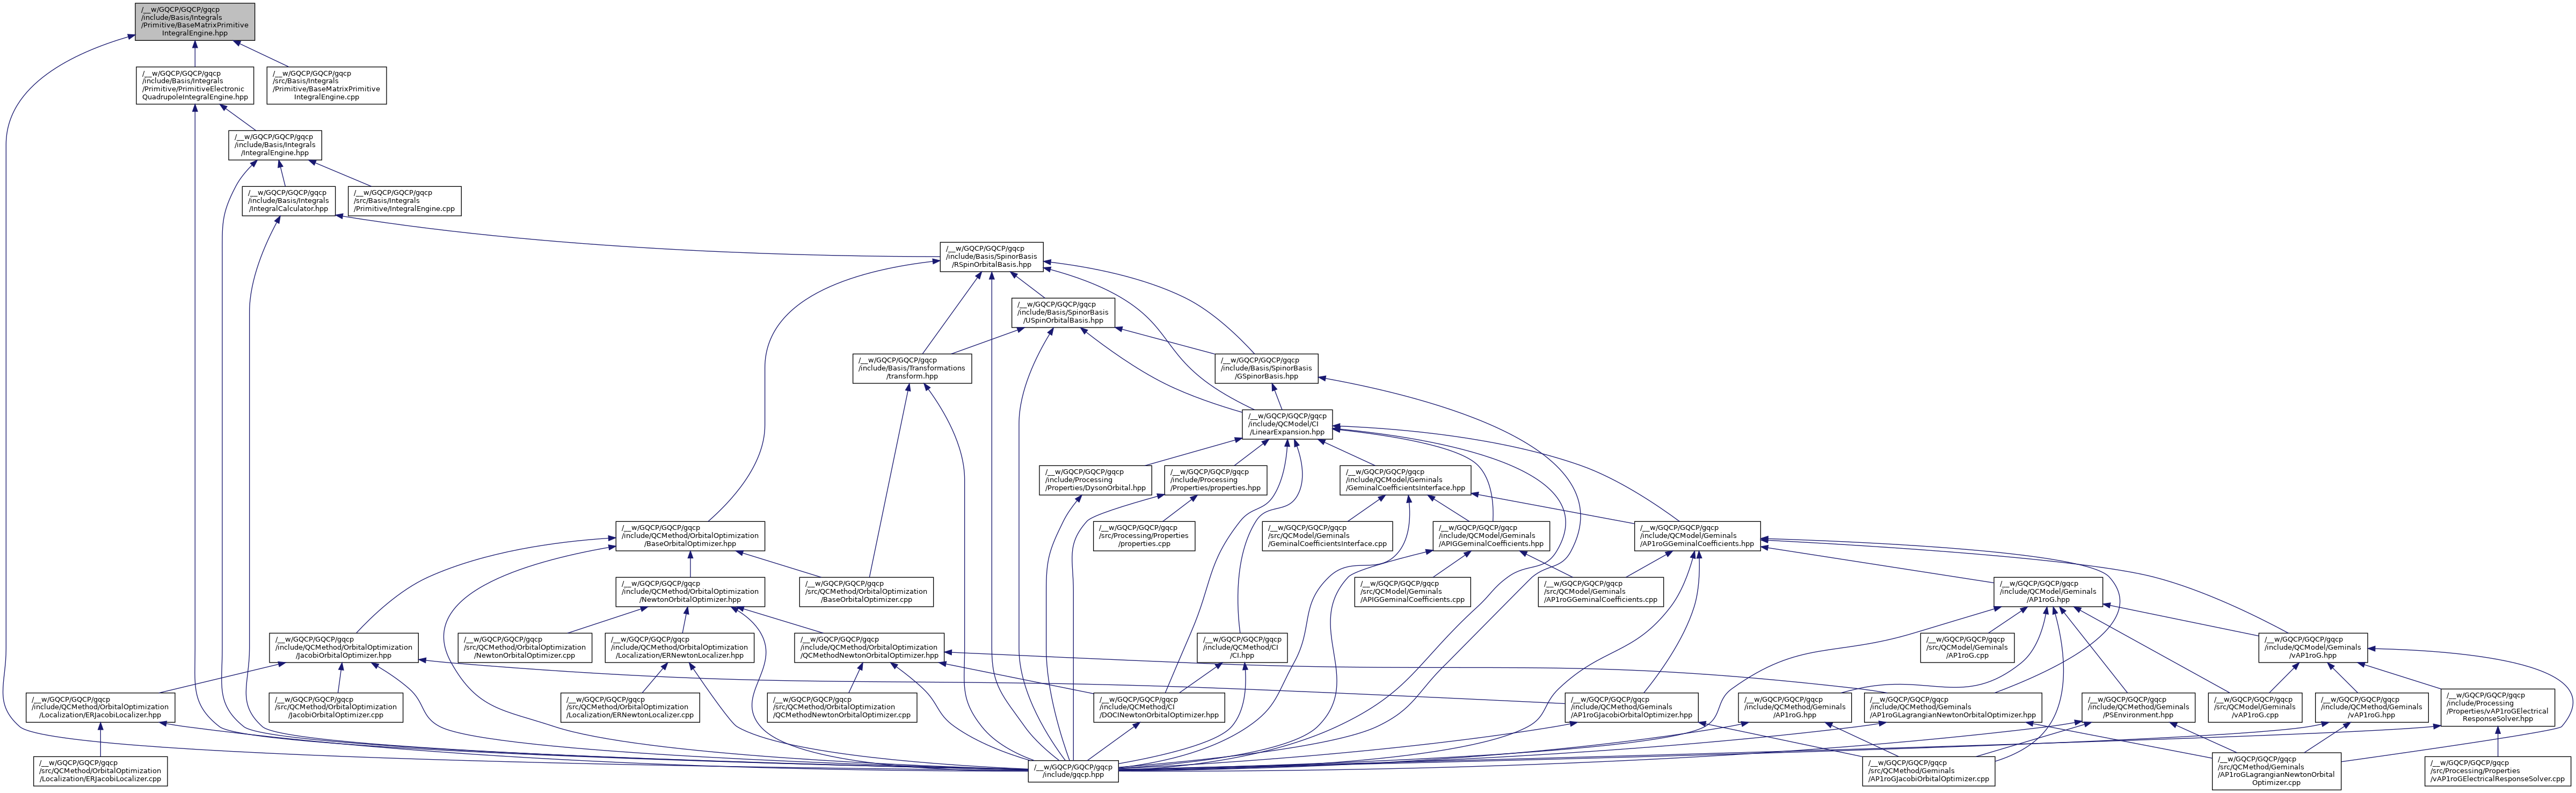 /__w/GQCP/GQCP/gqcp
/include/Basis/Integrals
/Primitive/BaseMatrixPrimitive
IntegralEngine.hpp
/__w/GQCP/GQCP/gqcp
/include/Basis/Integrals
/Primitive/PrimitiveElectronic
QuadrupoleIntegralEngine.hpp
/__w/GQCP/GQCP/gqcp
/src/Basis/Integrals
/Primitive/BaseMatrixPrimitive
IntegralEngine.cpp
/__w/GQCP/GQCP/gqcp
/include/Basis/Integrals
/IntegralEngine.hpp
/__w/GQCP/GQCP/gqcp
/include/Basis/Integrals
/IntegralCalculator.hpp
/__w/GQCP/GQCP/gqcp
/src/Basis/Integrals
/Primitive/IntegralEngine.cpp
/__w/GQCP/GQCP/gqcp
/include/Basis/SpinorBasis
/RSpinOrbitalBasis.hpp
/__w/GQCP/GQCP/gqcp
/include/Basis/SpinorBasis
/USpinOrbitalBasis.hpp
/__w/GQCP/GQCP/gqcp
/include/Basis/Transformations
/transform.hpp
/__w/GQCP/GQCP/gqcp
/include/Basis/SpinorBasis
/GSpinorBasis.hpp
/__w/GQCP/GQCP/gqcp
/include/QCModel/CI
/LinearExpansion.hpp
/__w/GQCP/GQCP/gqcp
/include/Processing
/Properties/DysonOrbital.hpp
/__w/GQCP/GQCP/gqcp
/include/Processing
/Properties/properties.hpp
/__w/GQCP/GQCP/gqcp
/include/QCModel/Geminals
/GeminalCoefficientsInterface.hpp
/__w/GQCP/GQCP/gqcp
/include/QCMethod/OrbitalOptimization
/BaseOrbitalOptimizer.hpp
/__w/GQCP/GQCP/gqcp
/src/Processing/Properties
/properties.cpp
/__w/GQCP/GQCP/gqcp
/src/QCModel/Geminals
/GeminalCoefficientsInterface.cpp
/__w/GQCP/GQCP/gqcp
/include/QCModel/Geminals
/APIGGeminalCoefficients.hpp
/__w/GQCP/GQCP/gqcp
/include/QCModel/Geminals
/AP1roGGeminalCoefficients.hpp
/__w/GQCP/GQCP/gqcp
/include/QCMethod/OrbitalOptimization
/NewtonOrbitalOptimizer.hpp
/__w/GQCP/GQCP/gqcp
/src/QCMethod/OrbitalOptimization
/BaseOrbitalOptimizer.cpp
/__w/GQCP/GQCP/gqcp
/src/QCModel/Geminals
/APIGGeminalCoefficients.cpp
/__w/GQCP/GQCP/gqcp
/src/QCModel/Geminals
/AP1roGGeminalCoefficients.cpp
/__w/GQCP/GQCP/gqcp
/include/QCModel/Geminals
/AP1roG.hpp
/__w/GQCP/GQCP/gqcp
/include/QCMethod/OrbitalOptimization
/JacobiOrbitalOptimizer.hpp
/__w/GQCP/GQCP/gqcp
/src/QCMethod/OrbitalOptimization
/NewtonOrbitalOptimizer.cpp
/__w/GQCP/GQCP/gqcp
/include/QCMethod/OrbitalOptimization
/Localization/ERNewtonLocalizer.hpp
/__w/GQCP/GQCP/gqcp
/include/QCMethod/OrbitalOptimization
/QCMethodNewtonOrbitalOptimizer.hpp
/__w/GQCP/GQCP/gqcp
/include/QCMethod/CI
/CI.hpp
/__w/GQCP/GQCP/gqcp
/src/QCModel/Geminals
/AP1roG.cpp
/__w/GQCP/GQCP/gqcp
/include/QCModel/Geminals
/vAP1roG.hpp
/__w/GQCP/GQCP/gqcp
/include/QCMethod/OrbitalOptimization
/Localization/ERJacobiLocalizer.hpp
/__w/GQCP/GQCP/gqcp
/src/QCMethod/OrbitalOptimization
/JacobiOrbitalOptimizer.cpp
/__w/GQCP/GQCP/gqcp
/src/QCMethod/OrbitalOptimization
/Localization/ERNewtonLocalizer.cpp
/__w/GQCP/GQCP/gqcp
/src/QCMethod/OrbitalOptimization
/QCMethodNewtonOrbitalOptimizer.cpp
/__w/GQCP/GQCP/gqcp
/include/QCMethod/CI
/DOCINewtonOrbitalOptimizer.hpp
/__w/GQCP/GQCP/gqcp
/include/QCMethod/Geminals
/AP1roGJacobiOrbitalOptimizer.hpp
/__w/GQCP/GQCP/gqcp
/include/QCMethod/Geminals
/AP1roG.hpp
/__w/GQCP/GQCP/gqcp
/include/QCMethod/Geminals
/AP1roGLagrangianNewtonOrbitalOptimizer.hpp
/__w/GQCP/GQCP/gqcp
/include/QCMethod/Geminals
/PSEnvironment.hpp
/__w/GQCP/GQCP/gqcp
/src/QCModel/Geminals
/vAP1roG.cpp
/__w/GQCP/GQCP/gqcp
/include/QCMethod/Geminals
/vAP1roG.hpp
/__w/GQCP/GQCP/gqcp
/include/Processing
/Properties/vAP1roGElectrical
ResponseSolver.hpp
/__w/GQCP/GQCP/gqcp
/src/QCMethod/OrbitalOptimization
/Localization/ERJacobiLocalizer.cpp
/__w/GQCP/GQCP/gqcp
/include/gqcp.hpp
/__w/GQCP/GQCP/gqcp
/src/QCMethod/Geminals
/AP1roGJacobiOrbitalOptimizer.cpp
/__w/GQCP/GQCP/gqcp
/src/QCMethod/Geminals
/AP1roGLagrangianNewtonOrbital
Optimizer.cpp
/__w/GQCP/GQCP/gqcp
/src/Processing/Properties
/vAP1roGElectricalResponseSolver.cpp